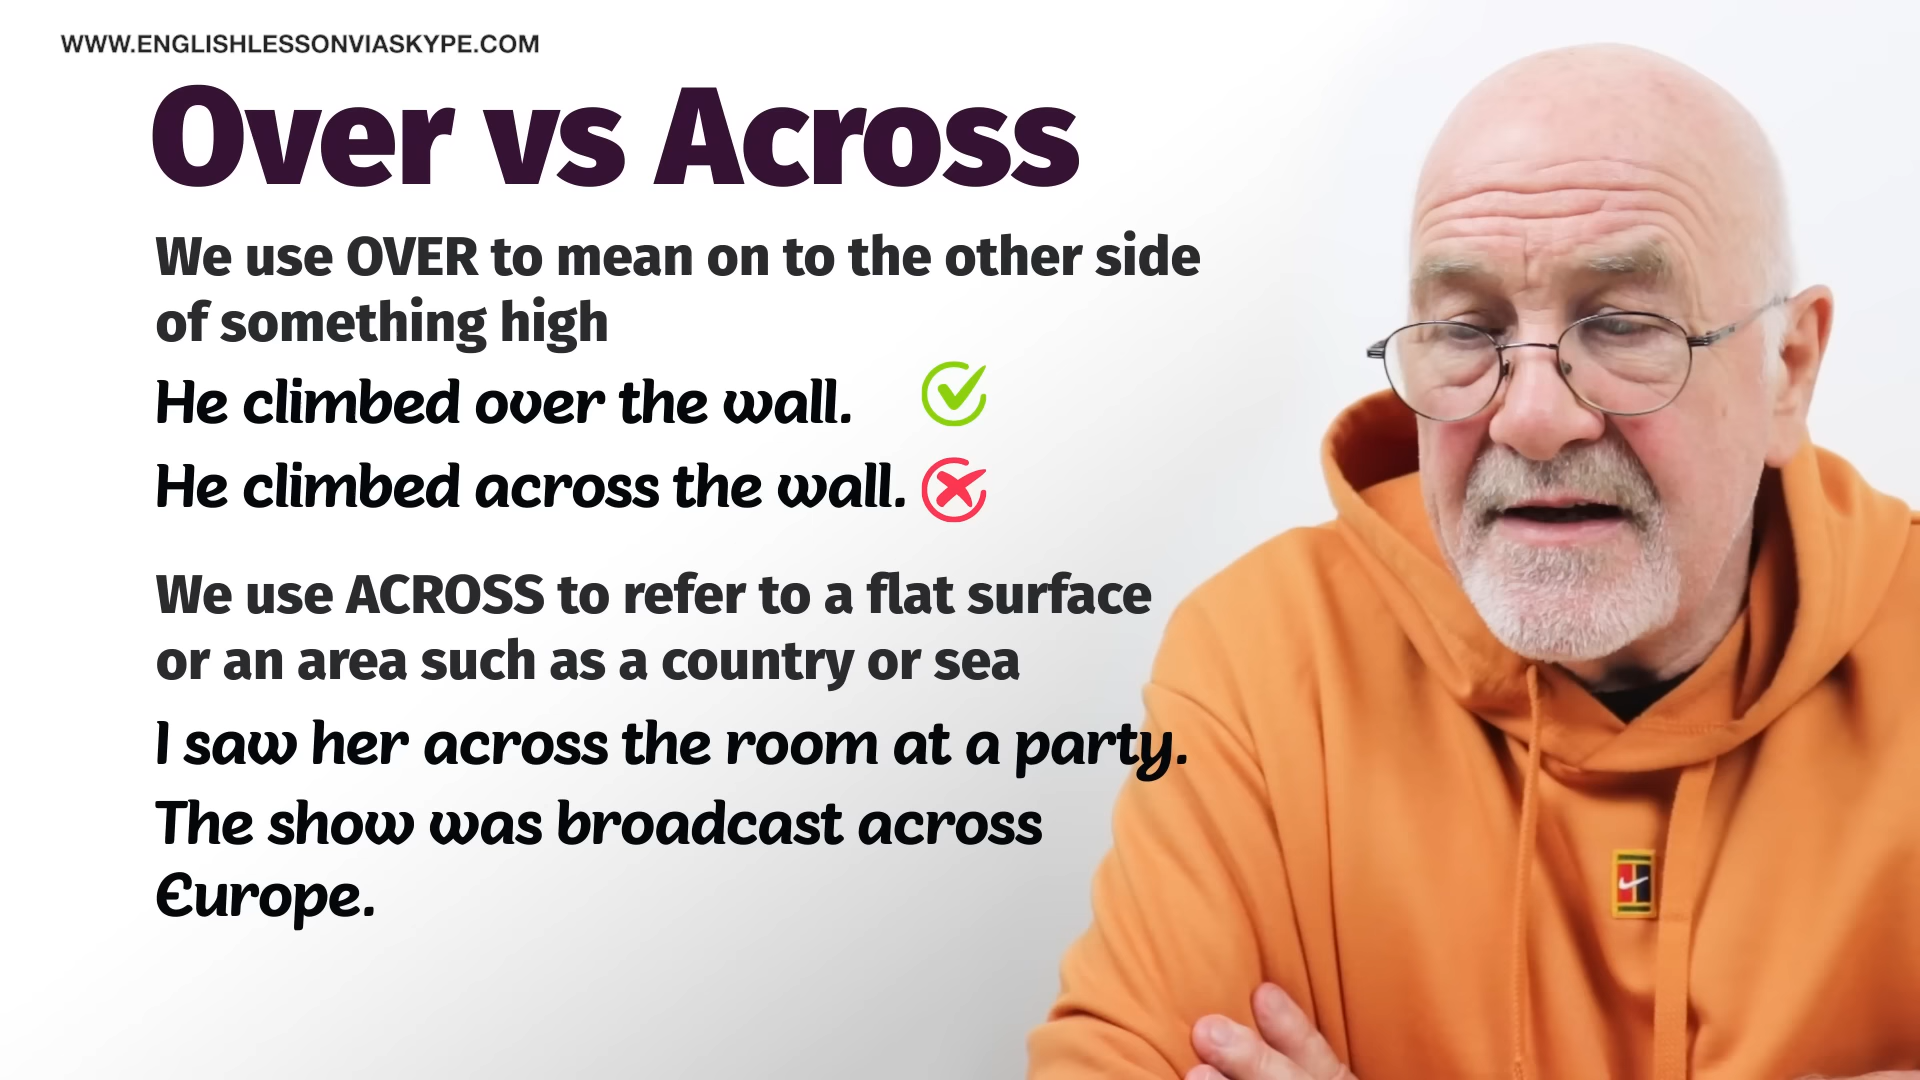 WWW.ENGLISHLESSONVIASKYPE.COM
Over vs Across
We use OVER to mean on to the other side
of something high
He climbed over the wall.
He climbed across the wall.
We use ACROSS to refer to a flat surface
or an area such as a country or sea
I saw her across the room at a party.
The show was broadcast across
Europe.